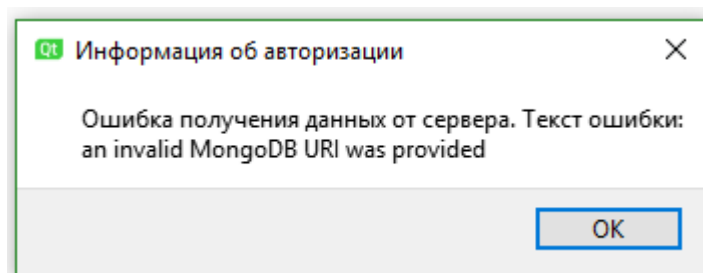 Qt Информация об авторизации
Ошибка получения данных от сервера. Текст ошибки:
an invalid MongoDB URI was provided
OK